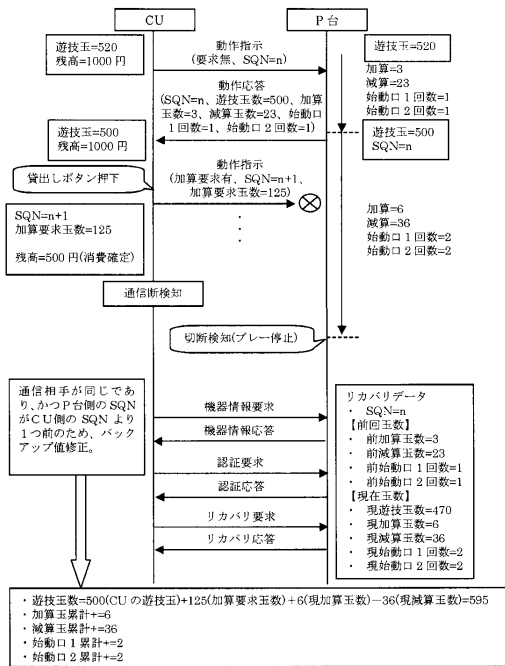 CU
P台
遊技玉=520
残高=1000円
動作指示
(要求無、SQN=n)
遊技玉=520
加算=3
減算=23
始動口1回数=1
始動口2回数=1
動作応答
(SQN=n、遊技玉数=500、加算
玉数=3、減算玉数=23、始動口
1回数=1、始動口2回数=1)
遊技玉=500
残高=1000円
遊技玉=500
SQN=n
貸出しボタン押下
動作指示
(加算要求有、SQN=n+1、
加算要求玉数=125)
SQN=n+1
加算要求玉数=125
残高=500円(消費確定)
加算=6
減算=36
始動口1回数=2
始動口2回数=2
通信断検知
切断検知(プレー停止)
通信相手が同じであ
り、かつP台側のSQN
がCU側のSQNより
1つ前のため、バック
アップ値修正。
機器情報要求
機器情報応答
認証要求
認証応答
リカバリ要求
リカバリ応答
リカバリデータ
・ SQN=n
【前回玉数】
・ 前加算玉数=3
・ 前減算玉数=23
・ 前始動口1回数=1
・ 前始動口2回数=1
【現在玉数】
・ 現遊技玉数=470
・ 現加算玉数=6
・ 現減算玉数=36
・ 現始動口1回数=2
・ 現始動口2回数=2
・遊技玉数=500(CUの遊技玉)+125(加算要求玉数)+6(現加算玉数)−36(現減算玉数)=595
・加算玉累計+=6
・減算玉累計+=36
・始動口1累計+=2
・始動口2累計+=2